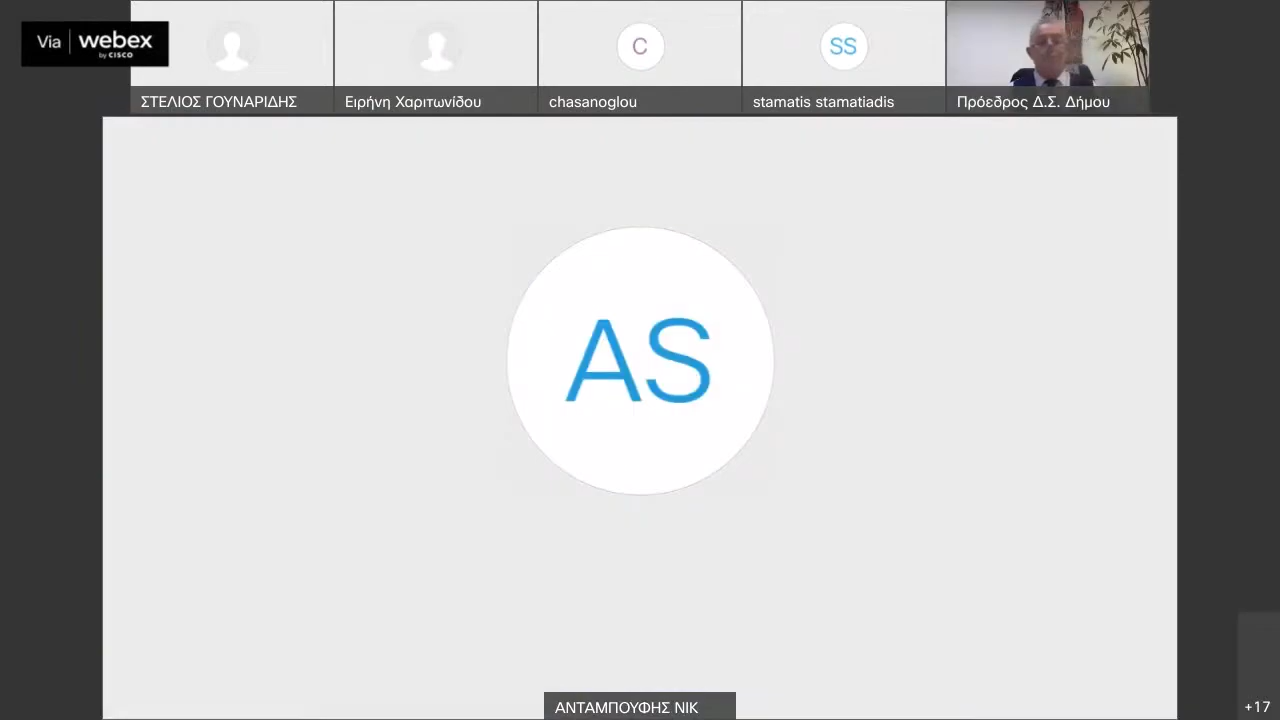 Via webex
by CISCO
C
SS
ΣΤΕΛΙΟΣ ΓΟΥΝΑΡΙΔΗΣ
Ειρήνη Χαριτωνίδου
chasanoglou
stamatis stamatiadis
Πρόεδρος Δ.Σ. Δήμου
AS
ΑΝΤΑΜΠΟΥΦΗΣ ΝΙΚ
+17